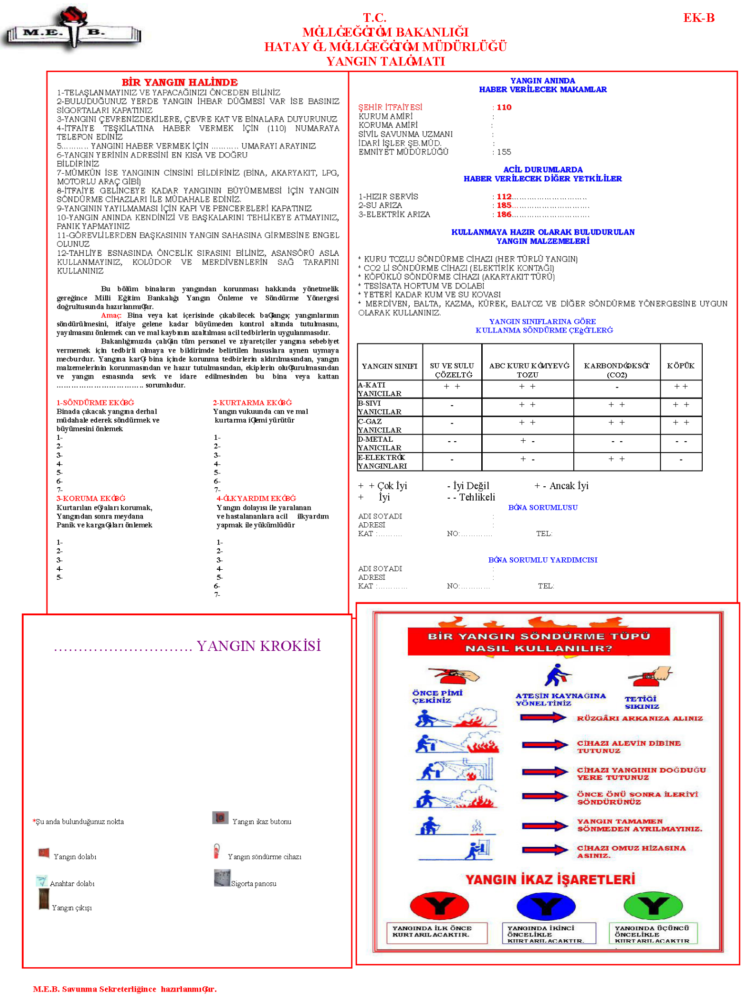 M.E. B.
T.C.
EK-B
MĠLLĠ EĞĠTĠM BAKANLIĞI
HATAY ĠL MĠLLĠ EĞĠTĠM MÜDÜRLÜĞÜ
YANGIN TALĠMATI
BİR YANGIN HALİNDE
1-TELAŞLANMAYINIZ VE YAPACAĞINIZI ÖNCEDEN BİLİNİZ
2-BULUDUĞUNUZ YERDE YANGIN İHBAR DÜĞMESİ VAR İSE BASINIZ
SİGORTALARI KAPATINIZ
3-YANGINI ÇEVRENİZDEKİLERE, ÇEVRE KAT VE BİNALARA DUYURUNUZ
4-İTFAİYE TEŞKİLATINA HABER VERMEK İÇİN (110) NUMARAYA
TELEFON EDİNİZ
5……….. YANGINI HABER VERMEK İÇİN ……….. UMARAYI ARAYINIZ
6-YANGIN YERİNİN ADRESİNİ EN KISA VE DOĞRU
BİLDİRİNİZ
7-MÜMKÜN İSE YANGININ CİNSİNİ BİLDİRİNİZ (BİNA, AKARYAKIT, LPG,
MOTORLU ARAÇ GİBİ)
8-İTFAİYE GELİNCEYE KADAR YANGININ BÜYÜMEMESİ İÇİN YANGIN
SÖNDÜRME CİHAZLARI İLE MÜDAHALE EDİNİZ.
9-YANGININ YAYILMAMASI İÇİN KAPI VE PENCERELERİ KAPATINIZ
10-YANGIN ANINDA KENDİNİZİ VE BAŞKALARINI TEHLİKEYE ATMAYINIZ,
PANIK YAPMAYINIZ
11-GÖREVLİLERDEN BAŞKASININ YANGIN SAHASINA GİRMESİNE ENGEL
OLUNUZ
12-TAHLİYE ESNASINDA ÖNCELİK SIRASINI BİLİNİZ, ASANSÖRÜ ASLA
KULLANMAYINIZ, KOLÜDOR VE MERDİVENLERİN SAĞ TARAFINI
KULLANINIZ
Bu bölüm binaların yangından korunması hakkında yönetmelik
gereğince Milli Eğitim Bankalığı Yangın Önleme ve Söndürme Yönergesi
doğrultusunda hazırlanmıĢtır.
Amaç: Bina veya kat içerisinde çıkabilecek baĢlangıç yangınlarının
söndürülmesini, itfaiye gelene kadar büyümeden kontrol altında tutulmasını,
yayılmasını önlemek can ve mal kaybının azaltılması acil tedbirlerin uygulanmasıdır.
Bakanlığımızda çalıĢan tüm personel ve ziyaretçiler yangına sebebiyet
vermemek için tedbirli olmaya ve bildirimde belirtilen hususlara aynen uymaya
mecburdur. Yangına karĢı bina içinde korunma tedbirlerin aldırılmasından, yangın
malzemelerinin korunmasından ve hazır tutulmasından, ekiplerin oluĢturulmasından
ve yangın esnasında sevk ve idare edilmesinden bu bina veya kattan
…………………………….. sorumludur.
1-SÖNDÜRME EKĠBĠ
Binada çıkacak yangına derhal
müdahale ederek söndürmek ve
büyümesini önlemek
1-
2-
3-
4-
5-
6-
7-
2-KURTARMA EKĠBĠ
Yangın vukuunda can ve mal
kurtarma iĢlemi yürütür
1-
2-
3-
4-
5-
6-
7-
3-KORUMA EKĠBĠ
Kurtarılan eĢyaları korumak,
Yangından sonra meydana
Panik ve kargaĢaları önlemek
1-
2-
3-
4-
5-
4-ĠLKYARDIM EKĠBĠ
Yangın dolayısı ile yaralanan
ve hastalananlara acil ilkyardım
yapmak ile yükümlüdür
1-
2-
3-
4-
5-
6-
7-
YANGIN ANINDA
HABER VERİLECEK MAKAMLAR
ŞEHİR İTFAİYESİ : 110
KURUM AMİRİ :
KORUMA AMİRİ :
SİVİL SAVUNMA UZMANI :
İDARİ İŞLER ŞB.MÜD. :
EMNİYET MÜDÜRLÜĞÜ : 155
ACİL DURUMLARDA
HABER VERİLECEK DİĞER YETKİLİLER
1-HIZIR SERVİS : 112…………………………
2-SU ARIZA : 185………………………….
3-ELEKTRİK ARIZA : 186………………………….
KULLANMAYA HAZIR OLARAK BULUDURULAN
YANGIN MALZEMELERİ
* KURU TOZLU SÖNDÜRME CİHAZI (HER TÜRLÜ YANGIN)
* CO2 Lİ SÖNDÜRME CİHAZI (ELEKTİRİK KONTAĞI)
* KÖPÜKLÜ SÖNDÜRME CİHAZI (AKARYAKIT TÜRÜ)
* TESİSATA HORTUM VE DOLABI
* YETERİ KADAR KUM VE SU KOVASI
* MERDİVEN, BALTA, KAZMA, KÜREK, BALYOZ VE DİĞER SÖNDÜRME YÖNERGESİNE UYGUN
OLARAK KULLANINIZ.
YANGIN SINIFLARINA GÖRE
KULLANMA SÖNDÜRME ÇEġĠTLERĠ
YANGIN SINIFI SU VE SULU ÇÖZELTĠ ABC KURU KĠMYEVĠ TOZU KARBONDĠOKSĠT (CO2) KÖPÜK
A-KATI YANICILAR + + + + - + +
B-SIVI YANICILAR - + + + + + +
C-GAZ YANICILAR - + + + + + +
D-METAL YANICILAR - - + - - - - -
E-ELEKTRĠK YANGINLARI - + - + + -
+ + Çok İyi - İyi Değil + - Ancak İyi
+ İyi - - Tehlikeli
BĠNA SORUMLUSU
ADI SOYADI :
ADRESİ :
KAT :………. NO:…………. TEL:
BĠNA SORUMLU YARDIMCISI
ADI SOYADI :
ADRESİ :
KAT :………… NO:………… TEL:
………………………. YANGIN KROKİSİ
*Şu anda bulunduğunuz nokta
Yangın ikaz butonu
Yangın dolabı
Yangın söndürme cihazı
Anahtar dolabı
Sigorta panosu
Yangın çıkışı
BİR YANGIN SÖNDÜRME TÜPÜ
NASIL KULLANILIR?
ÖNCE PİMİ
ÇEKİNİZ
ATEŞİN KAYNAĞINA
YÖNELTİNİZ
TETİĞİ
SIKINIZ
RÜZGÂRI ARKANIZA ALINIZ
CİHAZI ALEVİN DİBİNE
TUTUNUZ
CİHAZI YANGININ DOĞDUĞU
YERE TUTUNUZ
ÖNCE ÖNÜ SONRA İLERİYİ
SÖNDÜRÜNÜZ
YANGIN TAMAMEN
SÖNMEDEN AYRILMAYINIZ.
CİHAZI OMUZ HİZASINA
ASINIZ.
YANGIN İKAZ İŞARETLERİ
Y Y Y
YANGINDA İLK ÖNCE
KURTARILACAKTIR.
YANGINDA İKİNCİ
ÖNCELİKLE
KURTARILACAKTIR.
YANGINDA ÜÇÜNCÜ
ÖNCELİKLE
KURTARILACAKTIR
M.E.B. Savunma Sekreterliğince hazırlanmıĢtır.